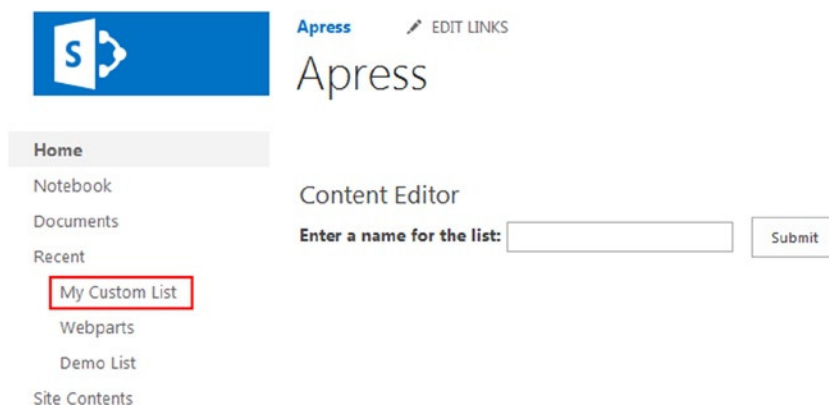 S
Apress EDIT LINKS
Apress
Home
Notebook
Documents
Recent
My Custom List
Webparts
Demo List
Site Contents
Content Editor
Enter a name for the list: Submit